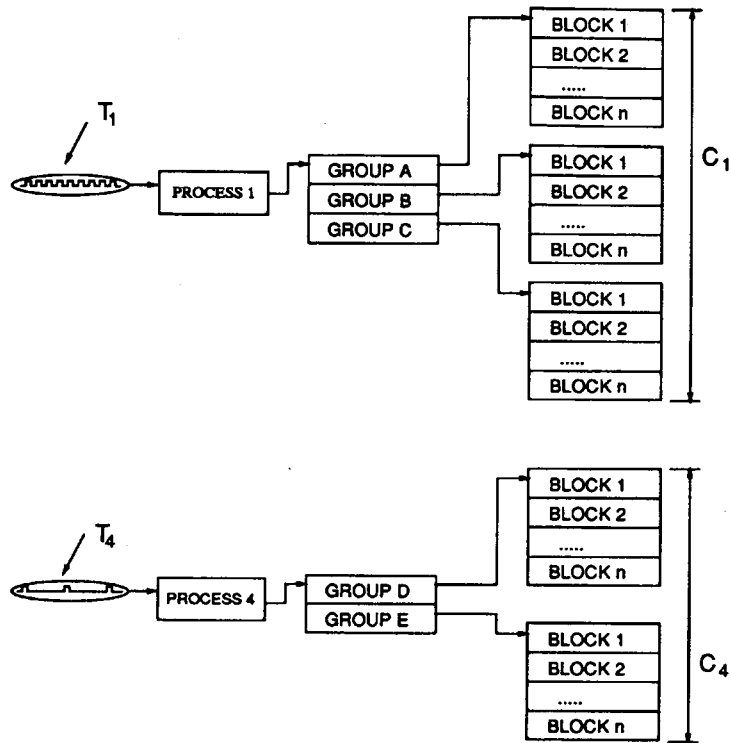 T1
PROCESS 1
GROUP A
GROUP B
GROUP C
BLOCK 1
BLOCK 2
.....
BLOCK n
BLOCK 1
BLOCK 2
.....
BLOCK n
BLOCK 1
BLOCK 2
.....
BLOCK n
C1
T4
PROCESS 4
GROUP D
GROUP E
BLOCK 1
BLOCK 2
.....
BLOCK n
BLOCK 1
BLOCK 2
.....
BLOCK n
C4